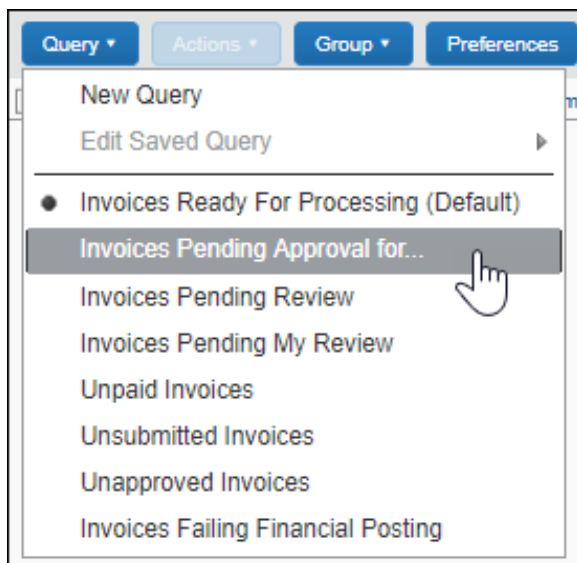 Query Actions Group Preferences
New Query
Edit Saved Query
Invoices Ready For Processing (Default)
Invoices Pending Approval for...
Invoices Pending Review
Invoices Pending My Review
Unpaid Invoices
Unsubmitted Invoices
Unapproved Invoices
Invoices Failing Financial Posting